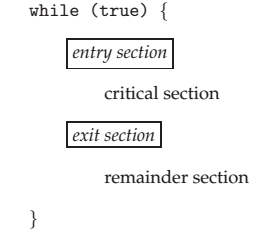 while (true) {
entry section
critical section
exit section
remainder section
}